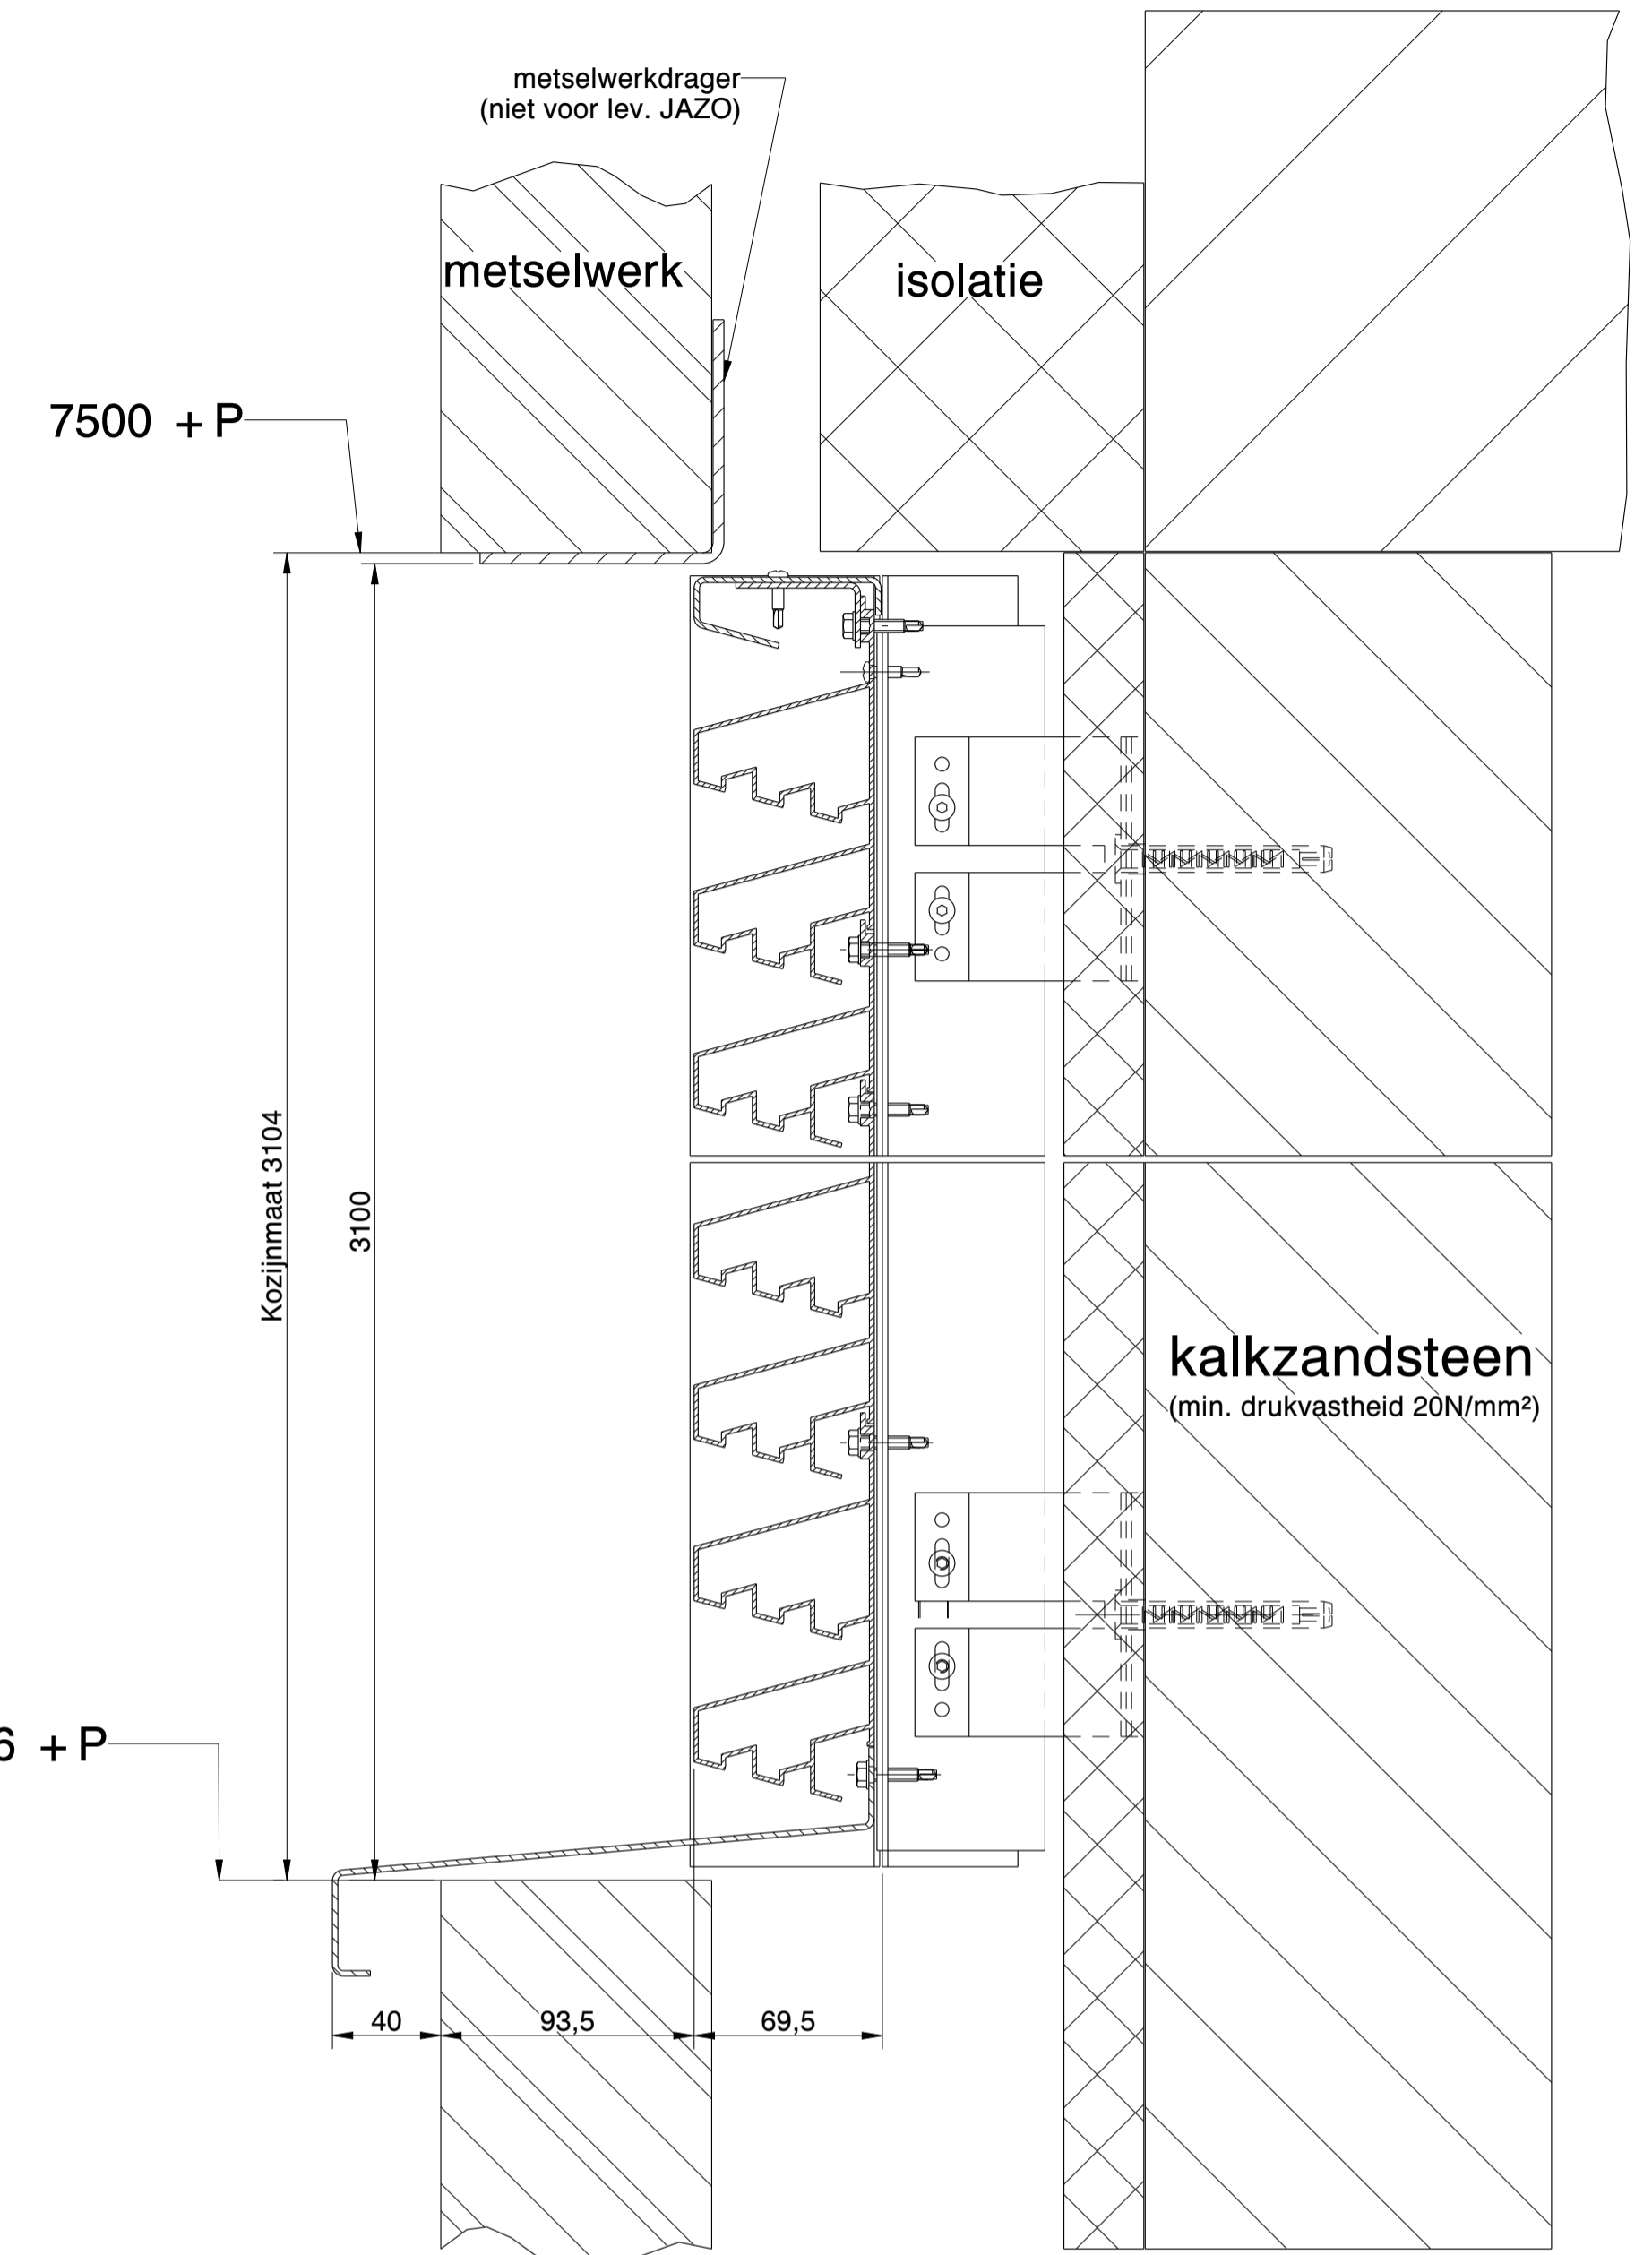 metselwerkdrager
(niet voor lev. JAZO)
metselwerk
isolatie
7500 + P
Kozijnmaat 3104
3100
kalkzandsteen
(min. drukvastheid 20N/mm²)
6 + P
40
93,5
69,5